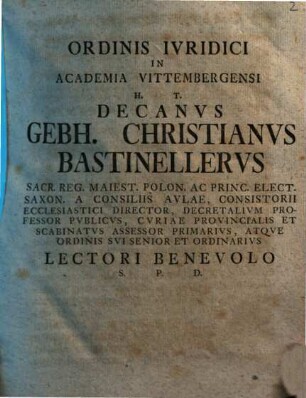 2
ORDINIS IVRIDICI
IN
ACADEMIA VITTEMBERGENSI
H. T.
DECANVS
GEBH. CHRISTIANVS
BASTINELLERVS
SACR. REG. MAIEST. POLON. AC PRINC. ELECT.
SAXON. A CONSILIIS AVLAE, CONSISTORII
ECCLESIASTICI DIRECTOR, DECRETALIVM PRO-
FESSOR PVBLICVS, CVRIAE PROVINCIALIS ET
SCABINATVS ASSESSOR PRIMARIVS, ATQVE
ORDINIS SVI SENIOR ET ORDINARIVS
LECTORI BENEVOLO
S. P. D.